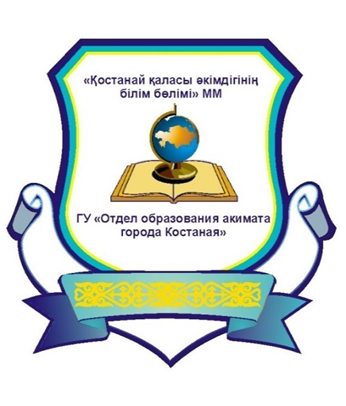 «Қостанай қаласы әкімдігінің
білім бөлімі» ММ
ГУ «Отдел образования акимата
города Костаная»